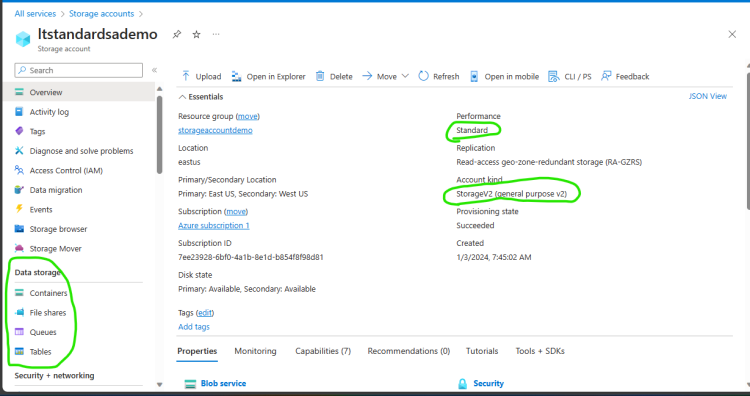 All services > Storage accounts >
ltstandardsademo
Storage account
Search
Overview
Activity log
Tags
Diagnose and solve problems
Access Control (IAM)
Data migration
Events
Storage browser
Storage Mover
Data storage
Containers
File shares
Queues
Tables
Security + networking
Upload Open in Explorer Delete Move Refresh Open in mobile CLI / PS Feedback
Essentials
JSON View
Resource group (move)
storageaccountdemo
Location
eastus
Primary/Secondary Location
Primary: East US, Secondary: West US
Subscription (move)
Azure subscription 1
Subscription ID
7ee23928-6bf0-4a1b-8e1d-b854f8f98d81
Disk state
Primary: Available, Secondary: Available
Tags (edit)
Add tags
Performance
Standard
Replication
Read-access geo-zone-redundant storage (RA-GZRS)
Account kind
StorageV2 (general purpose v2)
Provisioning state
Succeeded
Created
1/3/2024, 7:45:02 AM
Properties Monitoring Capabilities (7) Recommendations (0) Tutorials Tools + SDKs
Blob service
Security